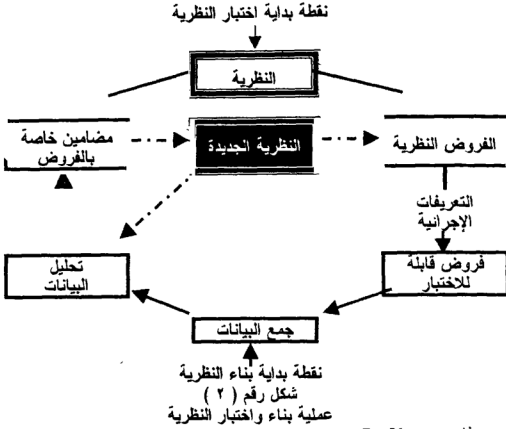 نقطة بداية اختبار النظرية
النظرية
مضامين خاصة
بالفروض
النظرية الجديدة
الفروض النظرية
التعريفات
الإجرائية
فروض قابلة
للاختبار
تحليل
البيانات
جمع البيانات
نقطة بداية بناء النظرية
شكل رقم ( ٢ )
عملية بناء واختبار النظرية